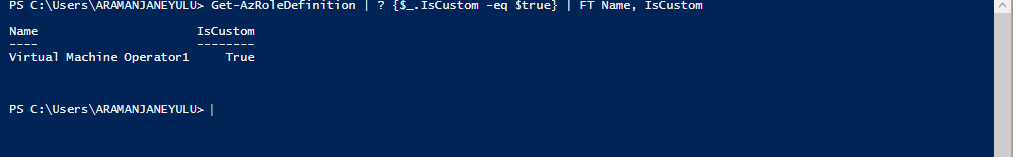 PS C:\Users\ARAMANJANEYULU> Get-AzRoleDefinition | ? {$_.IsCustom -eq $true} | FT Name, IsCustom
Name                       IsCustom
----                       --------
Virtual Machine Operator1      True
PS C:\Users\ARAMANJANEYULU>